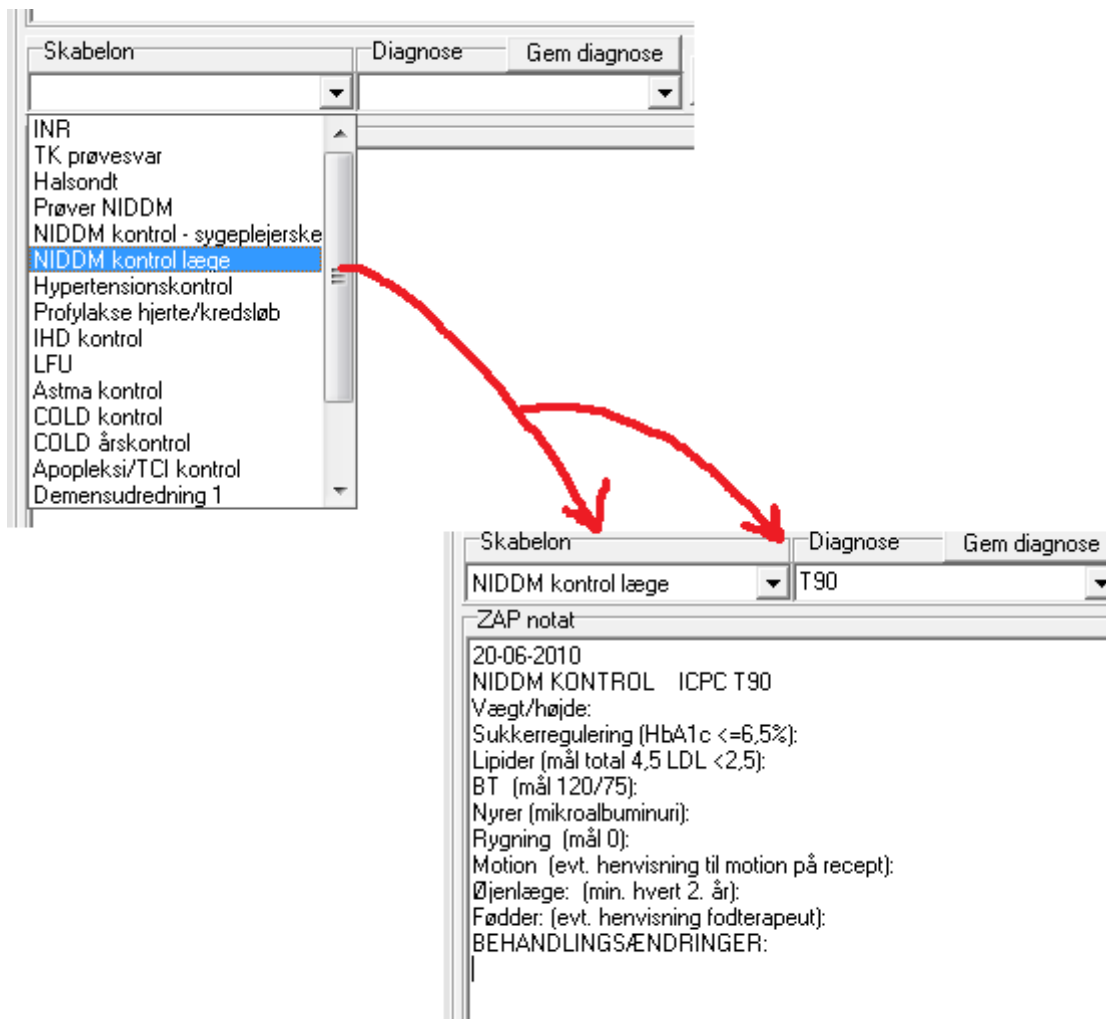 Skabelon Diagnose Gem diagnose
INR
TK prøvesvar
Halsondt
Prøver NIDDM
NIDDM kontrol - sygeplejerske
NIDDM kontrol læge
Hypertensionskontrol
Profylakse hjerte/kredsløb
IHD kontrol
LFU
Astma kontrol
COLD kontrol
COLD årskontrol
Apopleksi/TCI kontrol
Demensudredning 1
Skabelon Diagnose Gem diagnose
NIDDM kontrol læge T90
ZAP notat
20-06-2010
NIDDM KONTROL ICPC T90
Vægt/højde:
Sukkerregulering (HbA1c <=6,5%):
Lipider (mål total 4,5 LDL <2,5):
BT (mål 120/75):
Nyrer (mikroalbuminuri):
Rygning (mål 0):
Motion (evt. henvisning til motion på recept):
Øjenlæge: (min. hvert 2. år):
Fødder: (evt. henvisning fodterapeut):
BEHANDLINGSÆNDRINGER: